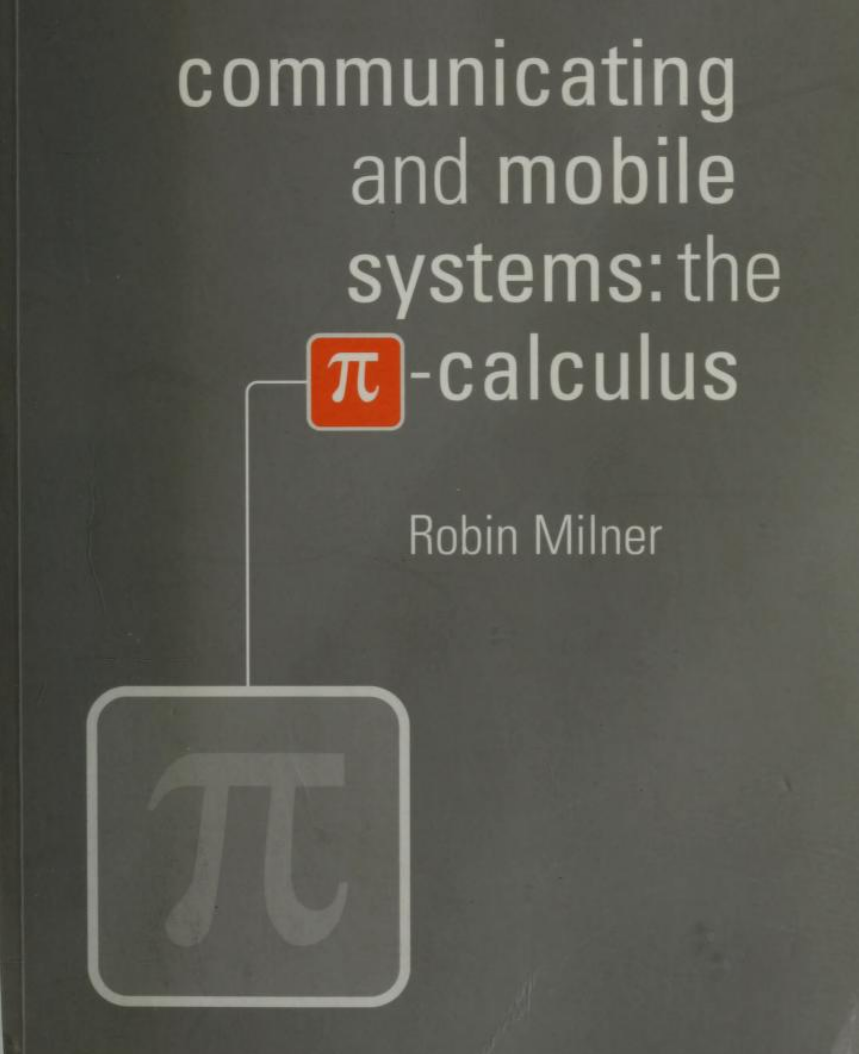 communicating
and mobile
systems: the
π-calculus
Robin Milner
π